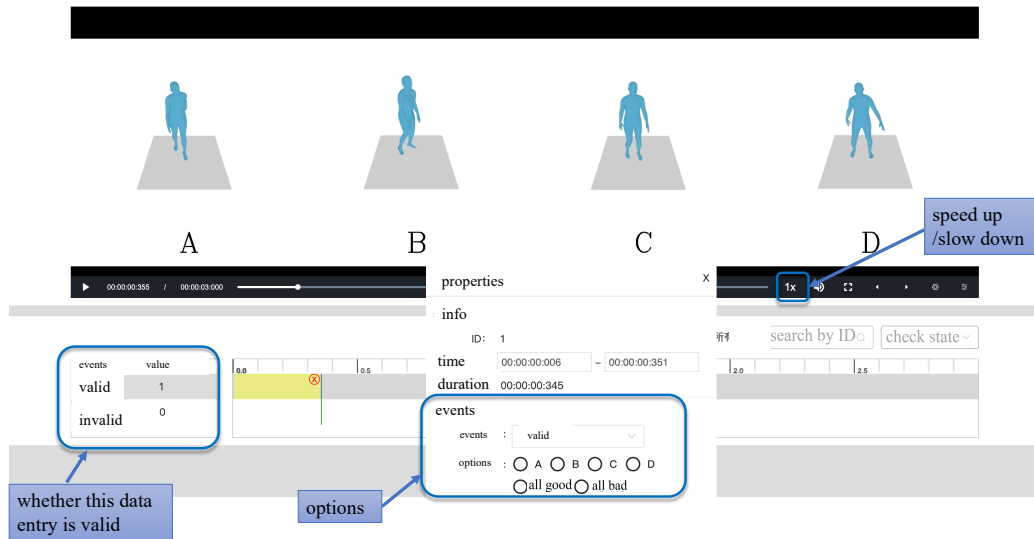 A
B
C
D
speed up
/slow down
00:00:00:355 / 00:00:03:000
1x
properties
X
info
ID: 1
所有
search by ID
check state
time 00:00:00:006 – 00:00:00:351
duration 00:00:00:345
events value
valid 1
invalid 0
0.0
0.5
2.0
2.5
events
events : valid
options : A B C D
all good all bad
whether this data
entry is valid
options